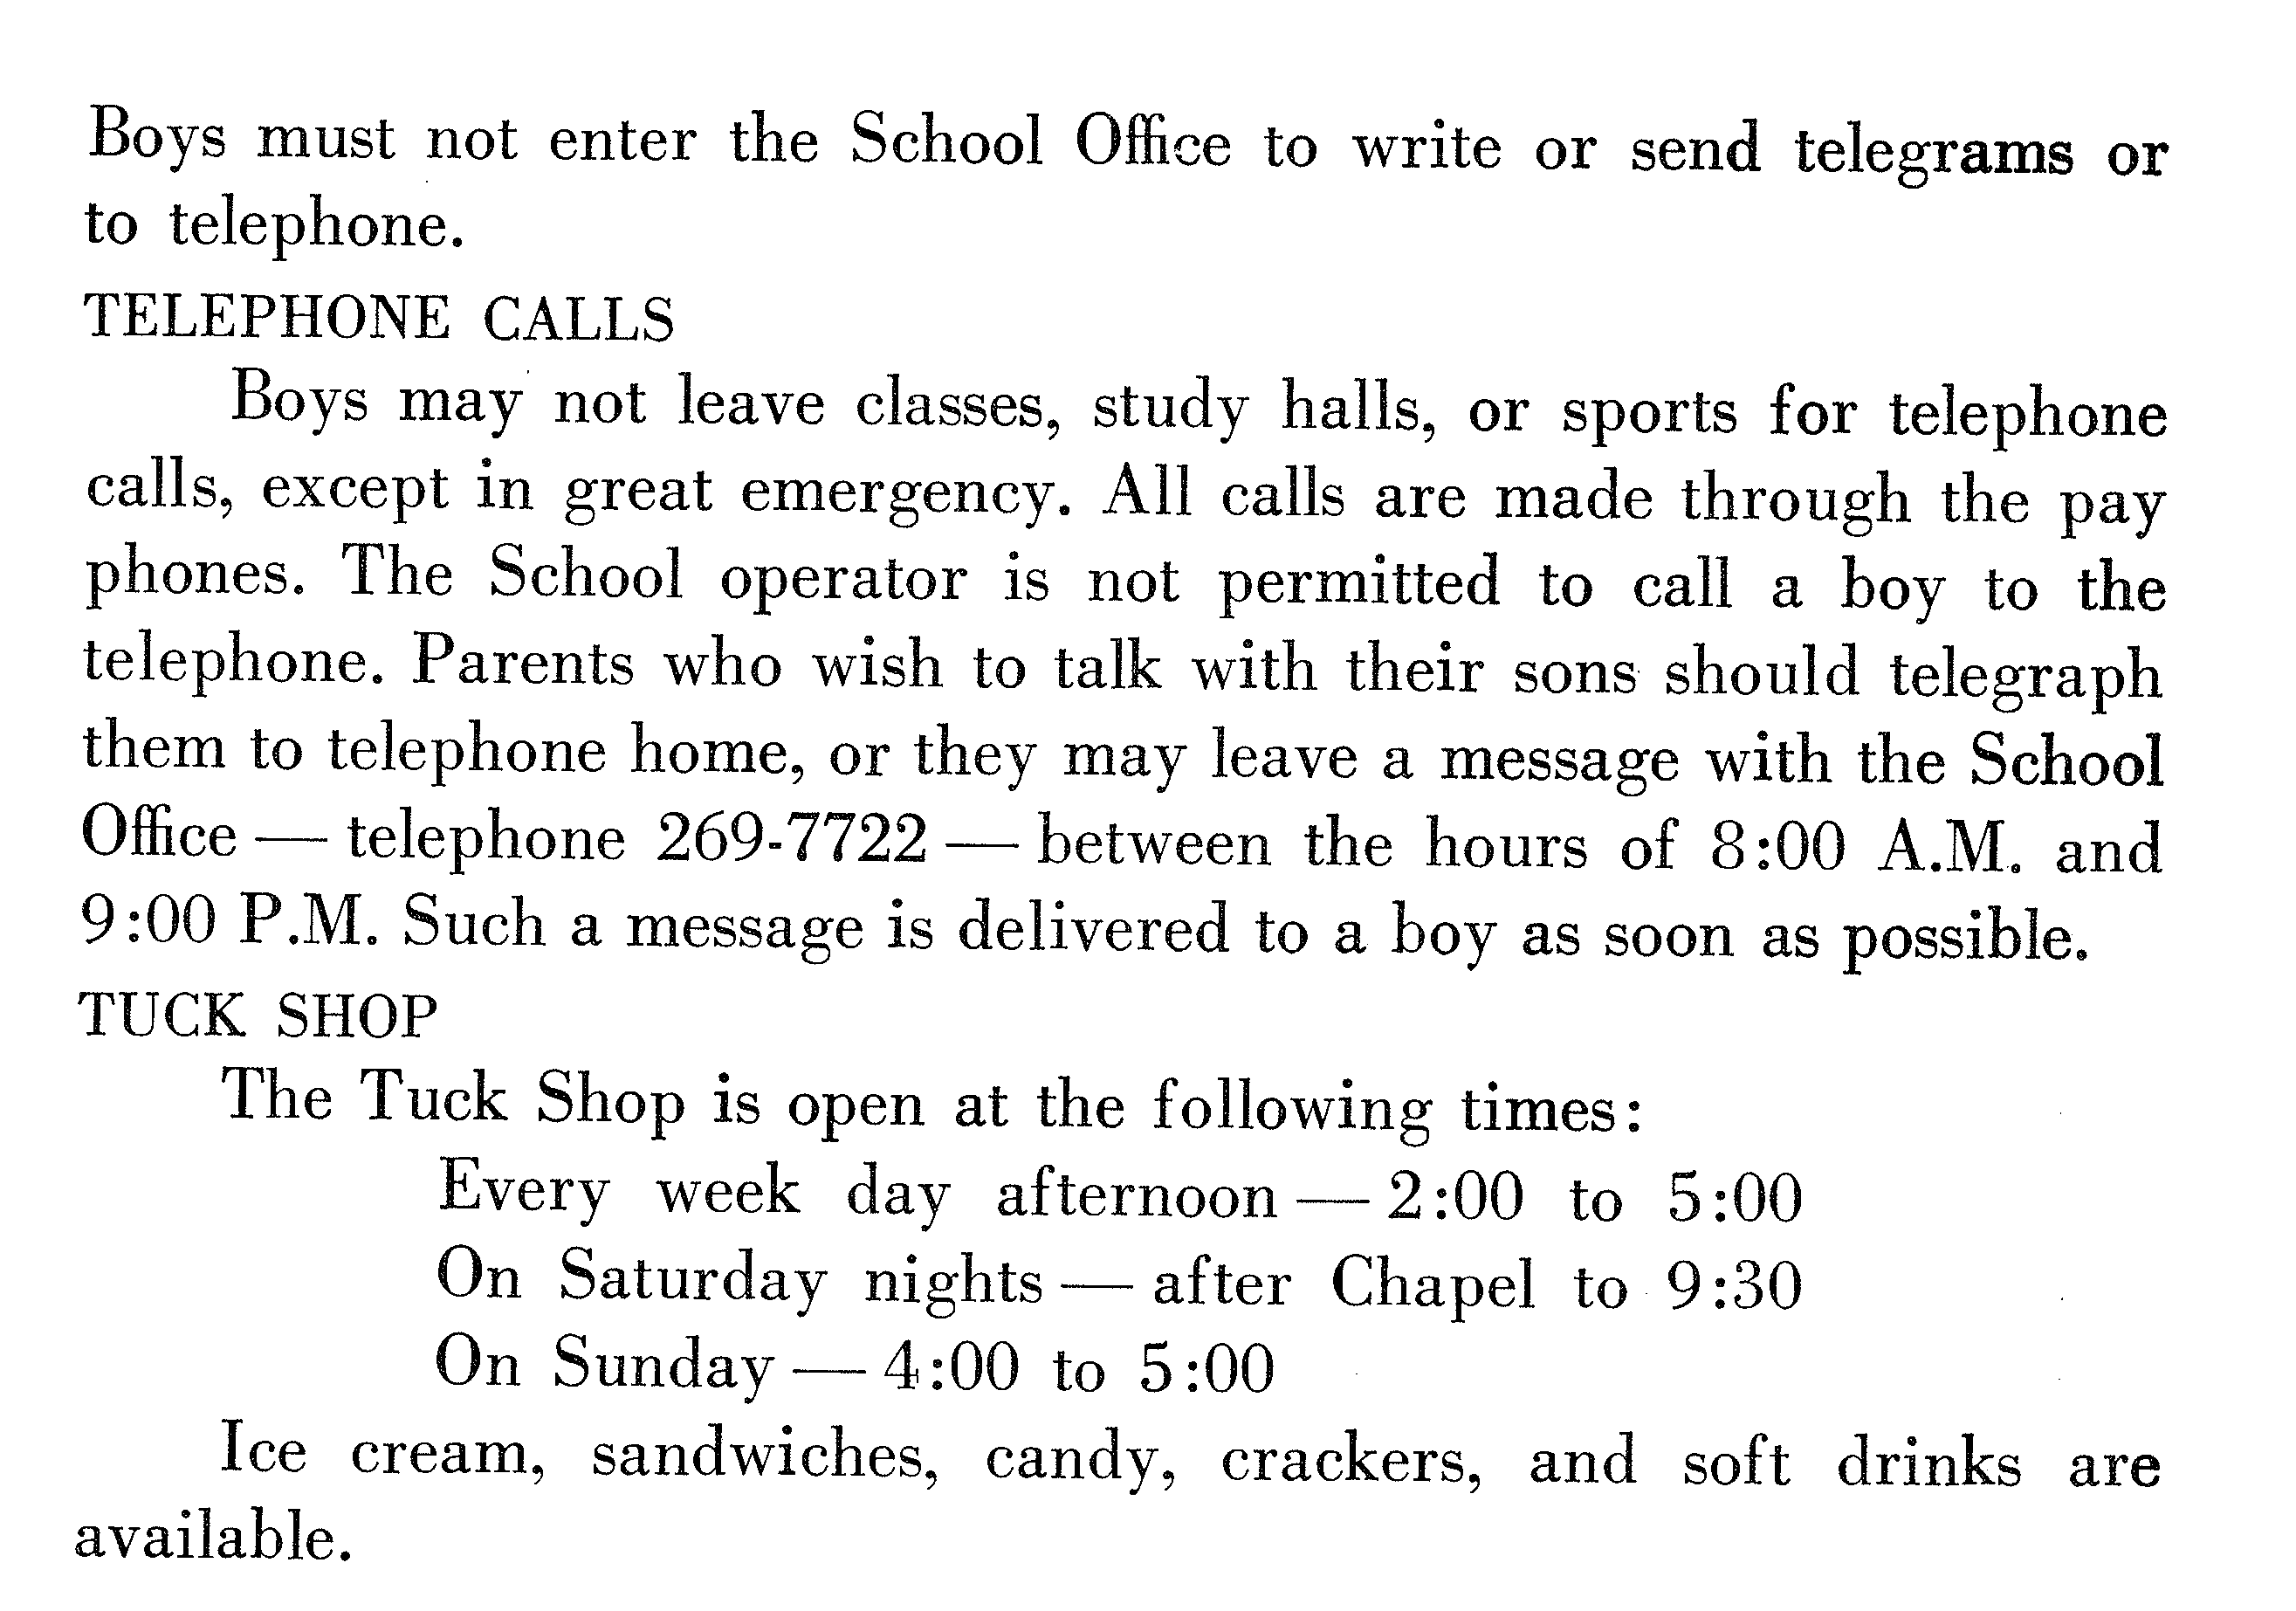 Boys must not enter the School Office to write or send telegrams or
to telephone.
TELEPHONE CALLS
Boys may not leave classes, study halls, or sports for telephone
calls, except in great emergency. All calls are made through the pay
phones. The School operator is not permitted to call a boy to the
telephone. Parents who wish to talk with their sons should telegraph
them to telephone home, or they may leave a message with the School
Office — telephone 269-7722 — between the hours of 8:00 A.M. and
9:00 P.M. Such a message is delivered to a boy as soon as possible.
TUCK SHOP
The Tuck Shop is open at the following times:
Every week day afternoon — 2:00 to 5:00
On Saturday nights — after Chapel to 9:30
On Sunday — 4:00 to 5:00
Ice cream, sandwiches, candy, crackers, and soft drinks are
available.